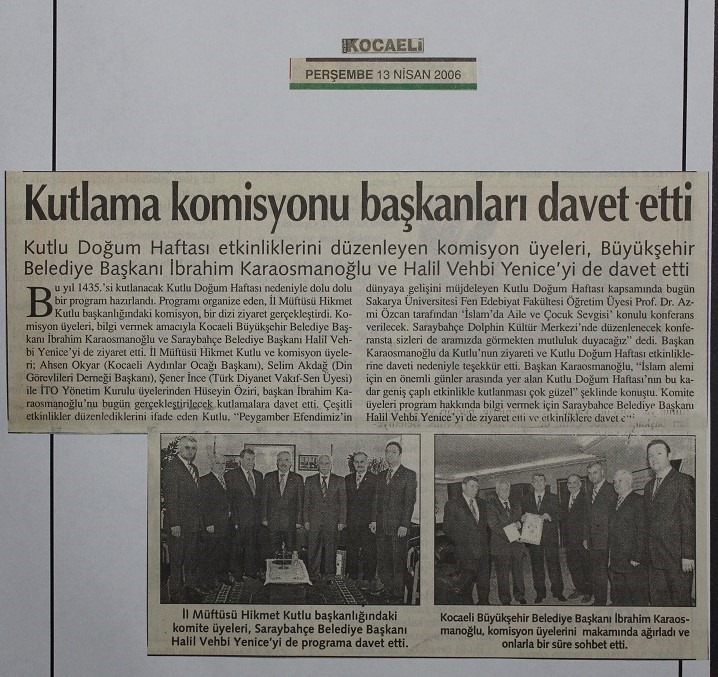 KOCAELİ
PERŞEMBE 13 NİSAN 2006
Kutlama komisyonu başkanları davet etti
Kutlu Doğum Haftası etkinliklerini düzenleyen komisyon üyeleri, Büyükşehir
Belediye Başkanı İbrahim Karaosmanoğlu ve Halil Vehbi Yenice'yi de davet etti
Bu yıl 1435.'si kutlanacak Kutlu Doğum Haftası nedeniyle dolu dolu
bir program hazırlandı. Programı organize eden, İl Müftüsü Hikmet
Kutlu başkanlığındaki komisyon, bir dizi ziyaret gerçekleştirdi. Ko-
misyon üyeleri, bilgi vermek amacıyla Kocaeli Büyükşehir Belediye Baş-
kanı İbrahim Karaosmanoğlu ve Saraybahçe Belediye Başkanı Halil Veh-
bi Yenice'yi de ziyaret etti. İl Müftüsü Hikmet Kutlu ve komisyon üyele-
ri; Ahsen Okyar (Kocaeli Aydınlar Ocağı Başkanı), Selim Akdağ (Din
Görevlileri Derneği Başkanı), Şener İnce (Türk Diyanet Vakıf-Sen Üyesi)
ile İTO Yönetim Kurulu üyelerinden Hüseyin Öziri, başkan İbrahim Ka-
raosmanoğlu'nu bugün gerçekleştirilecek kutlamalara davet etti. Çeşitli
etkinlikler düzenlediklerini ifade eden Kutlu, "Peygamber Efendimiz'in
dünyaya gelişini müjdeleyen Kutlu Doğum Haftası kapsamında bugün
Sakarya Üniversitesi Fen Edebiyat Fakültesi Öğretim Üyesi Prof. Dr. Az-
mi Özcan tarafından 'İslam'da Aile ve Çocuk Sevgisi' konulu konferans
verilecek. Saraybahçe Dolphin Kültür Merkezi'nde düzenlenecek konfe-
ransta sizleri de aramızda görmekten mutluluk duyacağız" dedi. Başkan
Karaosmanoğlu da Kutlu'nun ziyareti ve Kutlu Doğum Haftası etkinlikle-
rine daveti nedeniyle teşekkür etti. Başkan Karaosmanoğlu, "İslam alemi
için en önemli günler arasında yer alan Kutlu Doğum Haftası'nın bu ka-
dar geniş çaplı etkinlikle kutlanması çok güzel" şeklinde konuştu. Komite
üyeleri program hakkında bilgi vermek için Saraybahçe Belediye Başkanı
Halil Vehbi Yenice'yi de ziyaret etti ve etkinliklere davet
İl Müftüsü Hikmet Kutlu başkanlığındaki
komite üyeleri, Saraybahçe Belediye Başkanı
Halil Vehbi Yenice'yi de programa davet etti.
Kocaeli Büyükşehir Belediye Başkanı İbrahim Karaos-
manoğlu, komisyon üyelerini makamında ağırladı ve
onlarla bir süre sohbet etti.